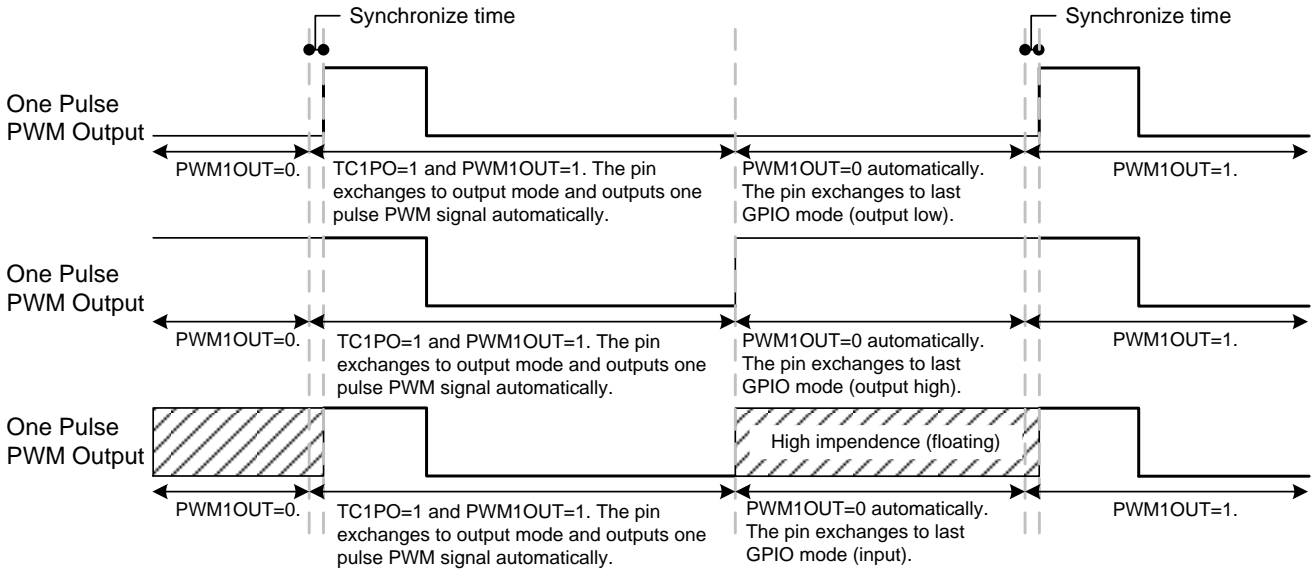 Synchronize time
Synchronize time
One Pulse
PWM Output
PWM1OUT=0.
TC1PO=1 and PWM1OUT=1. The pin
exchanges to output mode and outputs one
pulse PWM signal automatically.
PWM1OUT=0 automatically.
The pin exchanges to last
GPIO mode (output low).
PWM1OUT=1.
One Pulse
PWM Output
PWM1OUT=0.
TC1PO=1 and PWM1OUT=1. The pin
exchanges to output mode and outputs one
pulse PWM signal automatically.
PWM1OUT=0 automatically.
The pin exchanges to last
GPIO mode (output high).
PWM1OUT=1.
One Pulse
PWM Output
High impendence (floating)
PWM1OUT=0.
TC1PO=1 and PWM1OUT=1. The pin
exchanges to output mode and outputs one
pulse PWM signal automatically.
PWM1OUT=0 automatically.
The pin exchanges to last
GPIO mode (input).
PWM1OUT=1.